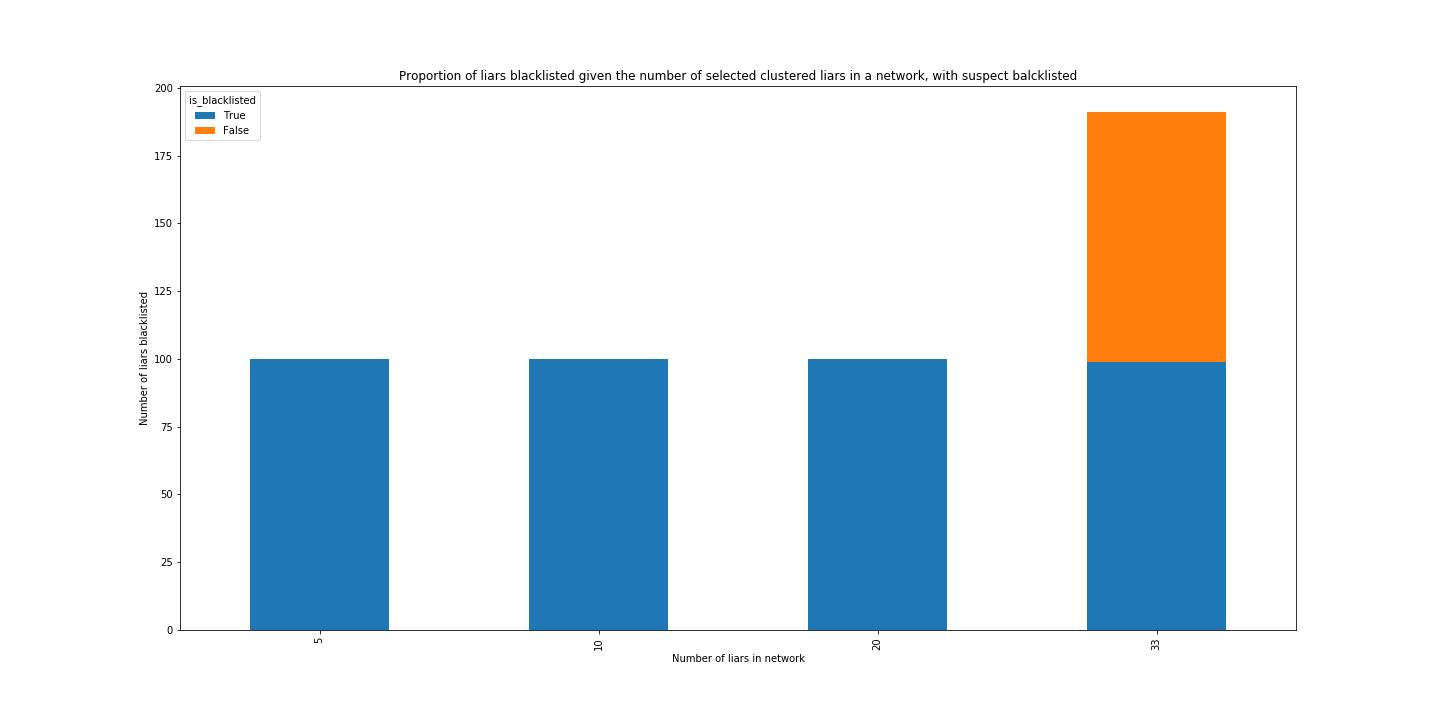 Proportion of liars blacklisted given the number of selected clustered liars in a network, with suspect balcklisted
is_blacklisted
True
False
200
175
150
125
100
75
50
25
0
Number of liars blacklisted
5
10
20
33
Number of liars in network